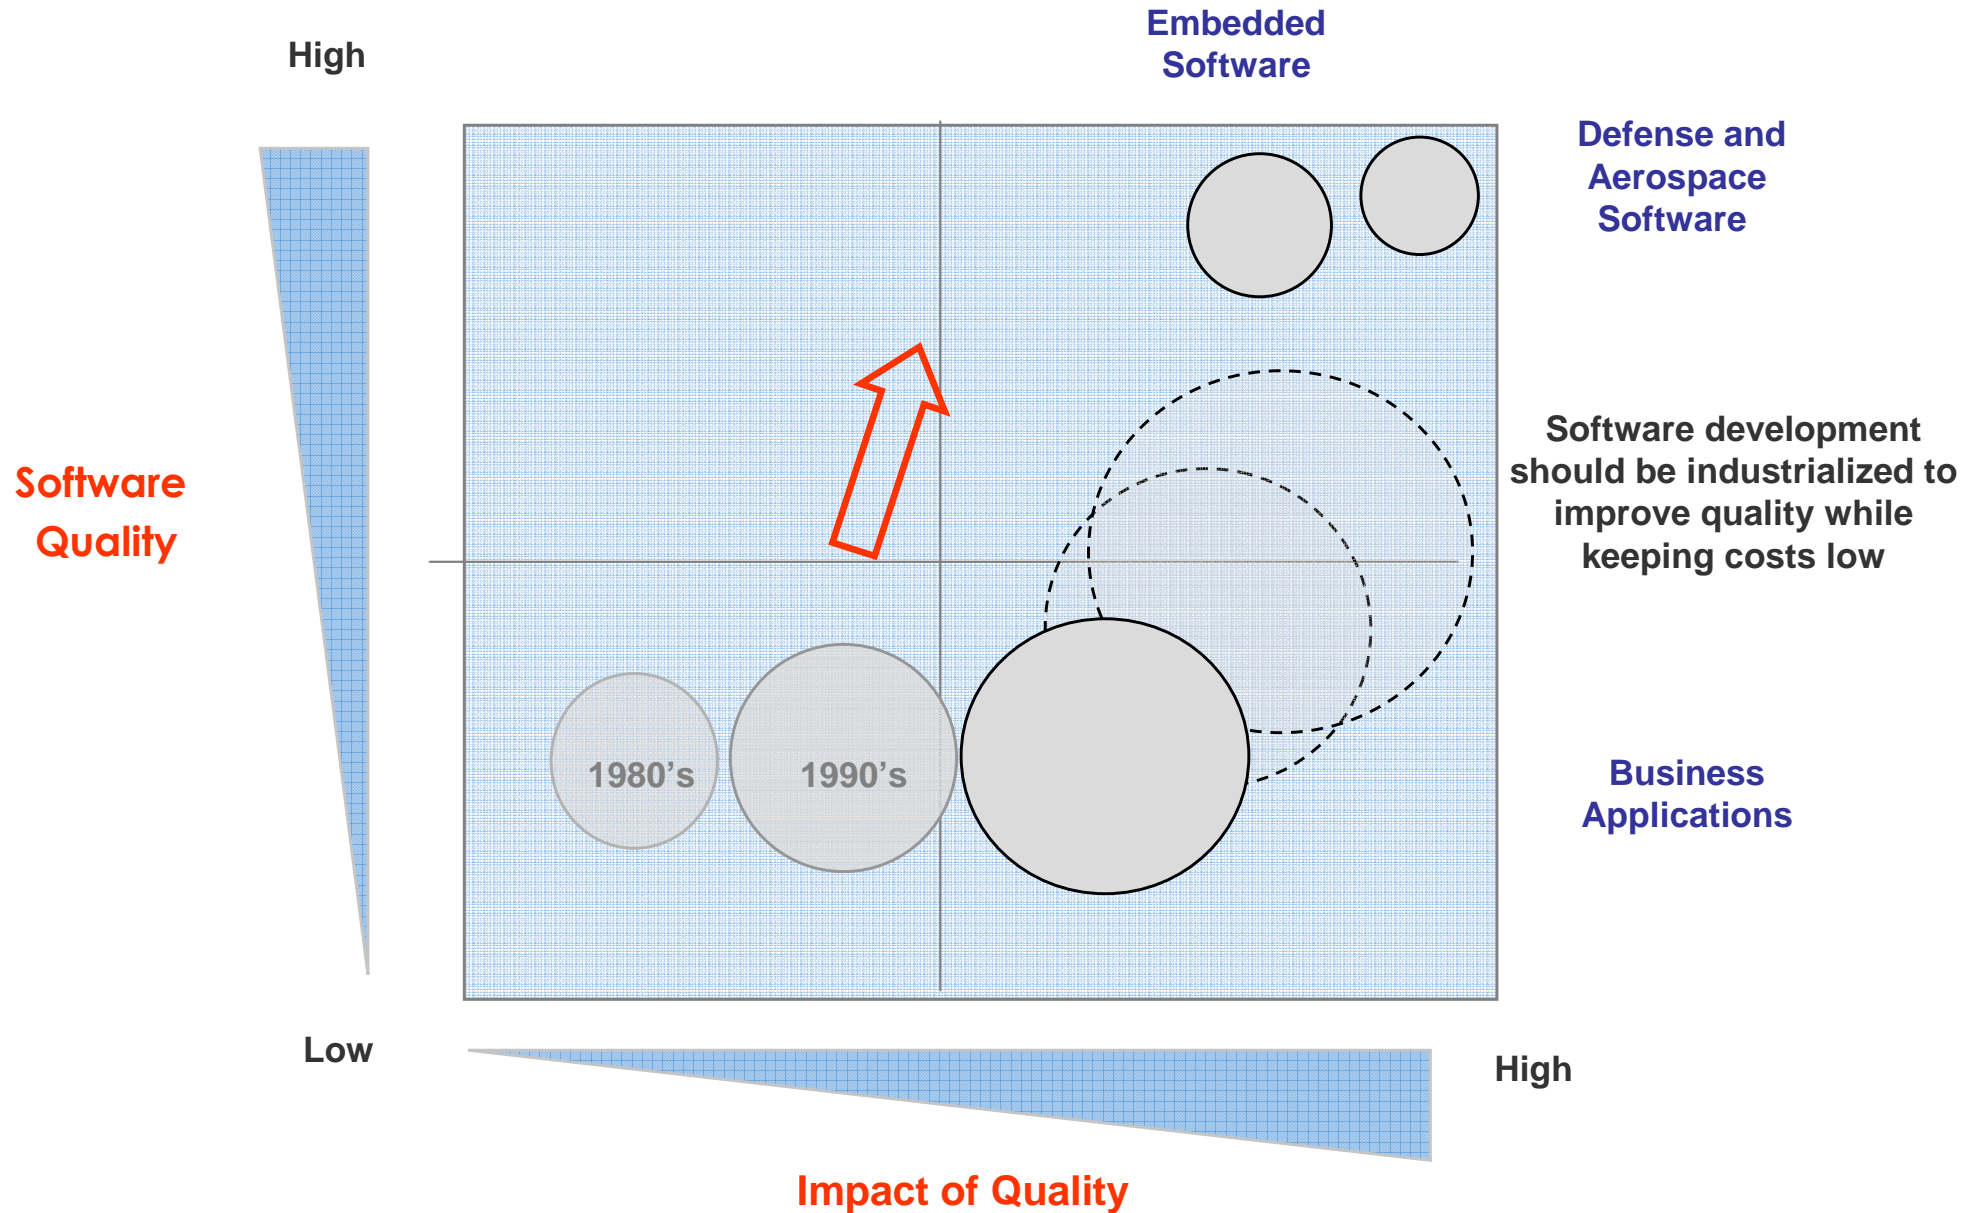 Embedded
Software
High
Defense and
Aerospace
Software
Software development
should be industrialized to
improve quality while
keeping costs low
Software
Quality
1980’s
1990’s
Business
Applications
Low
High
Impact of Quality